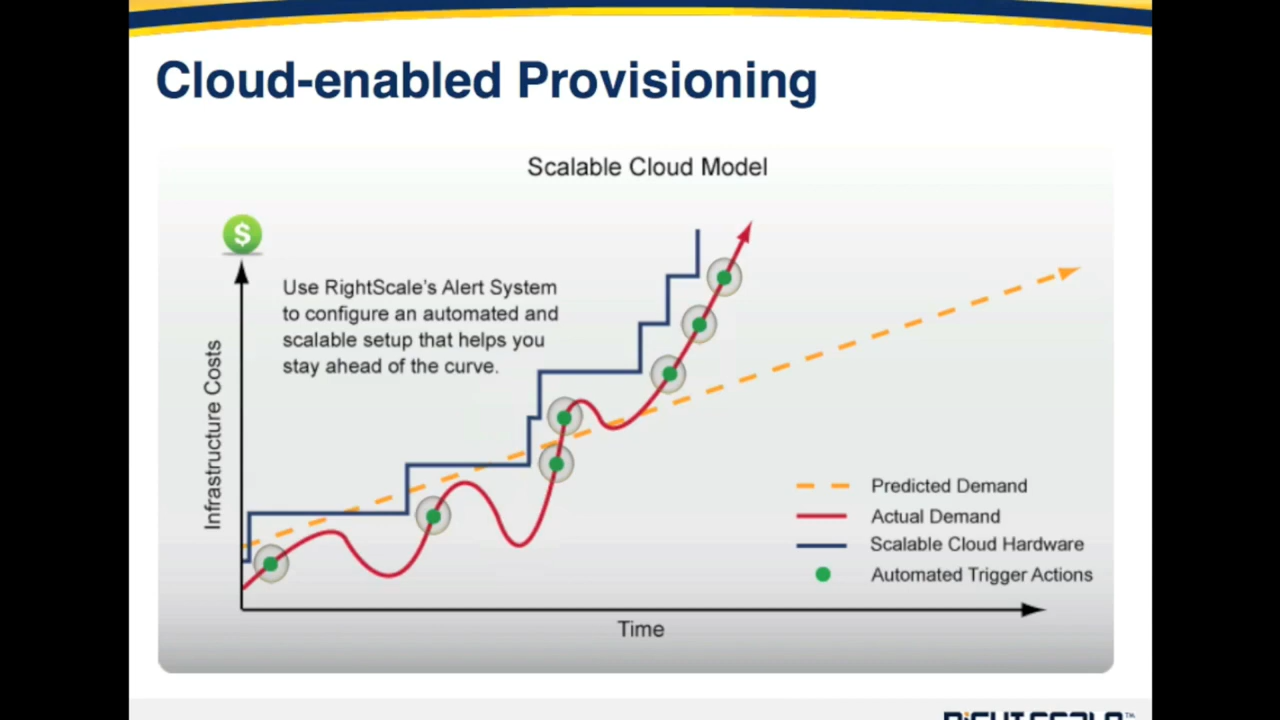 Cloud-enabled Provisioning
Scalable Cloud Model
$
Use RightScale's Alert System
to configure an automated and
scalable setup that helps you
stay ahead of the curve.
Infrastructure Costs
Predicted Demand
Actual Demand
Scalable Cloud Hardware
Automated Trigger Actions
Time
RIGHTSCALE™